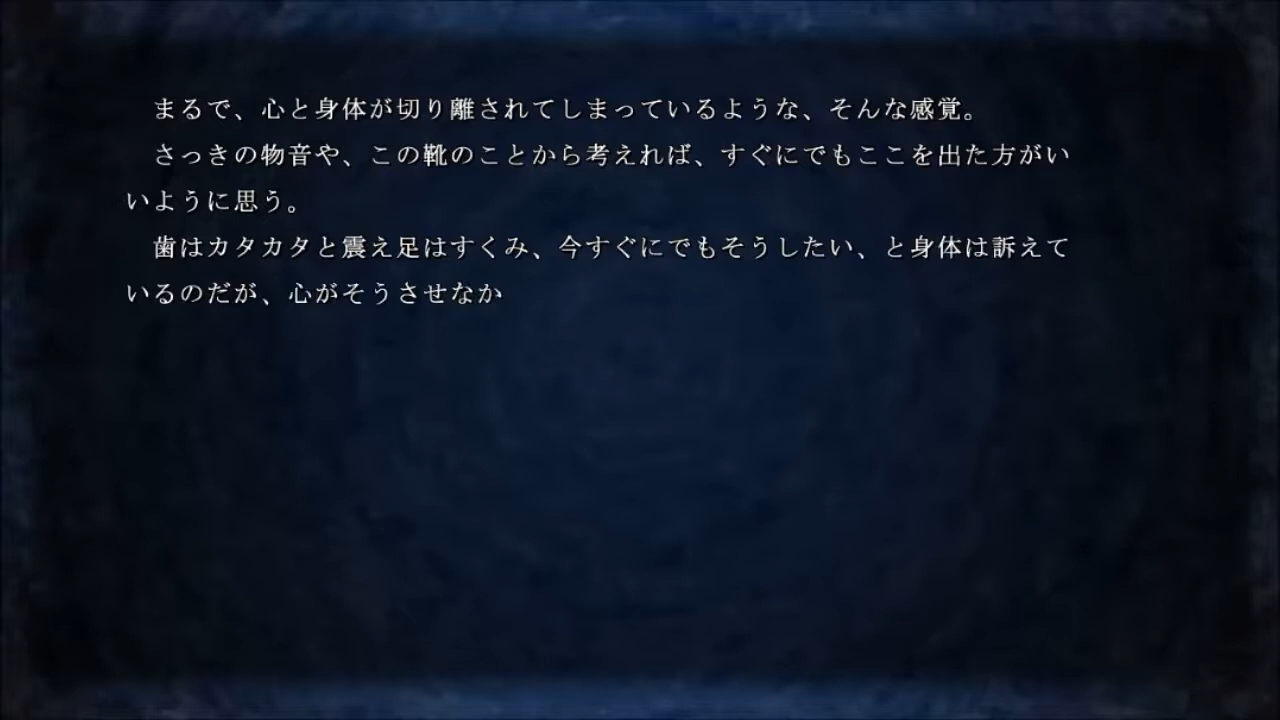 まるで、心と身体が切り離されてしまっているような、そんな感覚。
さっきの物音や、この靴のことから考えれば、すぐにでもここを出た方がい
いように思う。
歯はカタカタと震え足はすくみ、今すぐにでもそうしたい、と身体は訴えて
いるのだが、心がそうさせなか